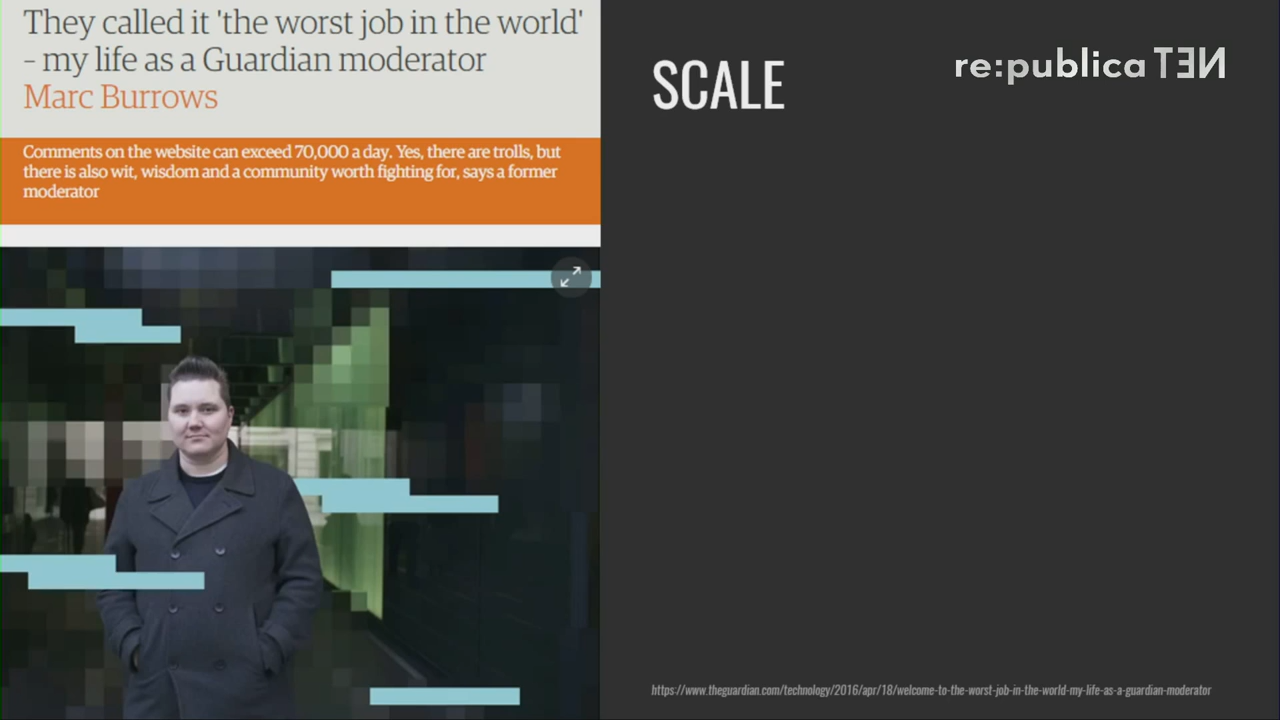 They called it 'the worst job in the world'
– my life as a Guardian moderator
Marc Burrows
Comments on the website can exceed 70,000 a day. Yes, there are trolls, but
there is also wit, wisdom and a community worth fighting for, says a former
moderator
SCALE
re:publica TEN
https://www.theguardian.com/technology/2016/apr/18/welcome-to-the-worst-job-in-the-world-my-life-as-a-guardian-moderator